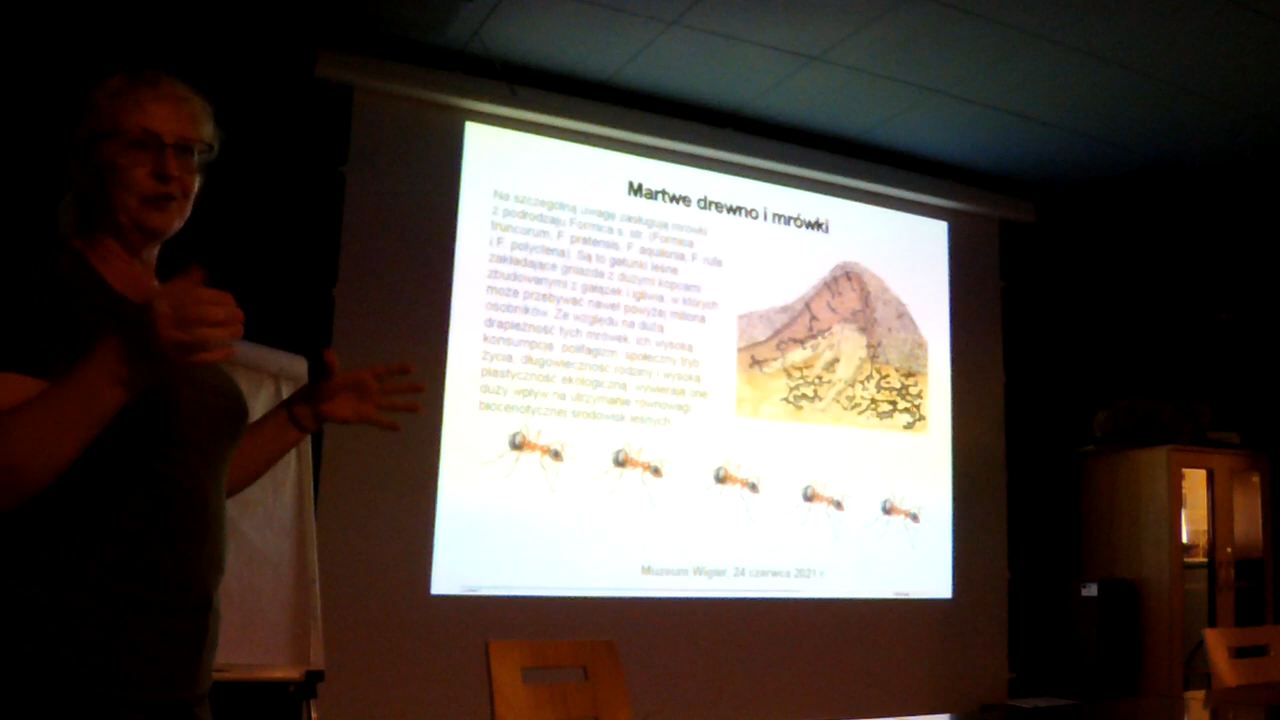 Martwe drewno i mrówki
Na szczególną uwagę zasługują mrówki
z podrodzaju Formica s. str. (Formica
truncorum, F. pratensis, F. aquilonia, F. rufa
i F. polyctena). Są to gatunki leśne
zakładające gniazda z dużymi kopcami
zbudowanymi z gałązek i igliwia, w których
może przebywać nawet powyżej miliona
osobników. Ze względu na dużą
drapieżność tych mrówek, ich wysoką
konsumpcję, polifagizm, społeczny tryb
życia, długowieczność rodziny i wysoką
plastyczność ekologiczną, wywierają one
duży wpływ na utrzymanie równowagi
biocenotycznej środowisk leśnych.
Muzeum Wigier, 24 czerwca 2021 r.